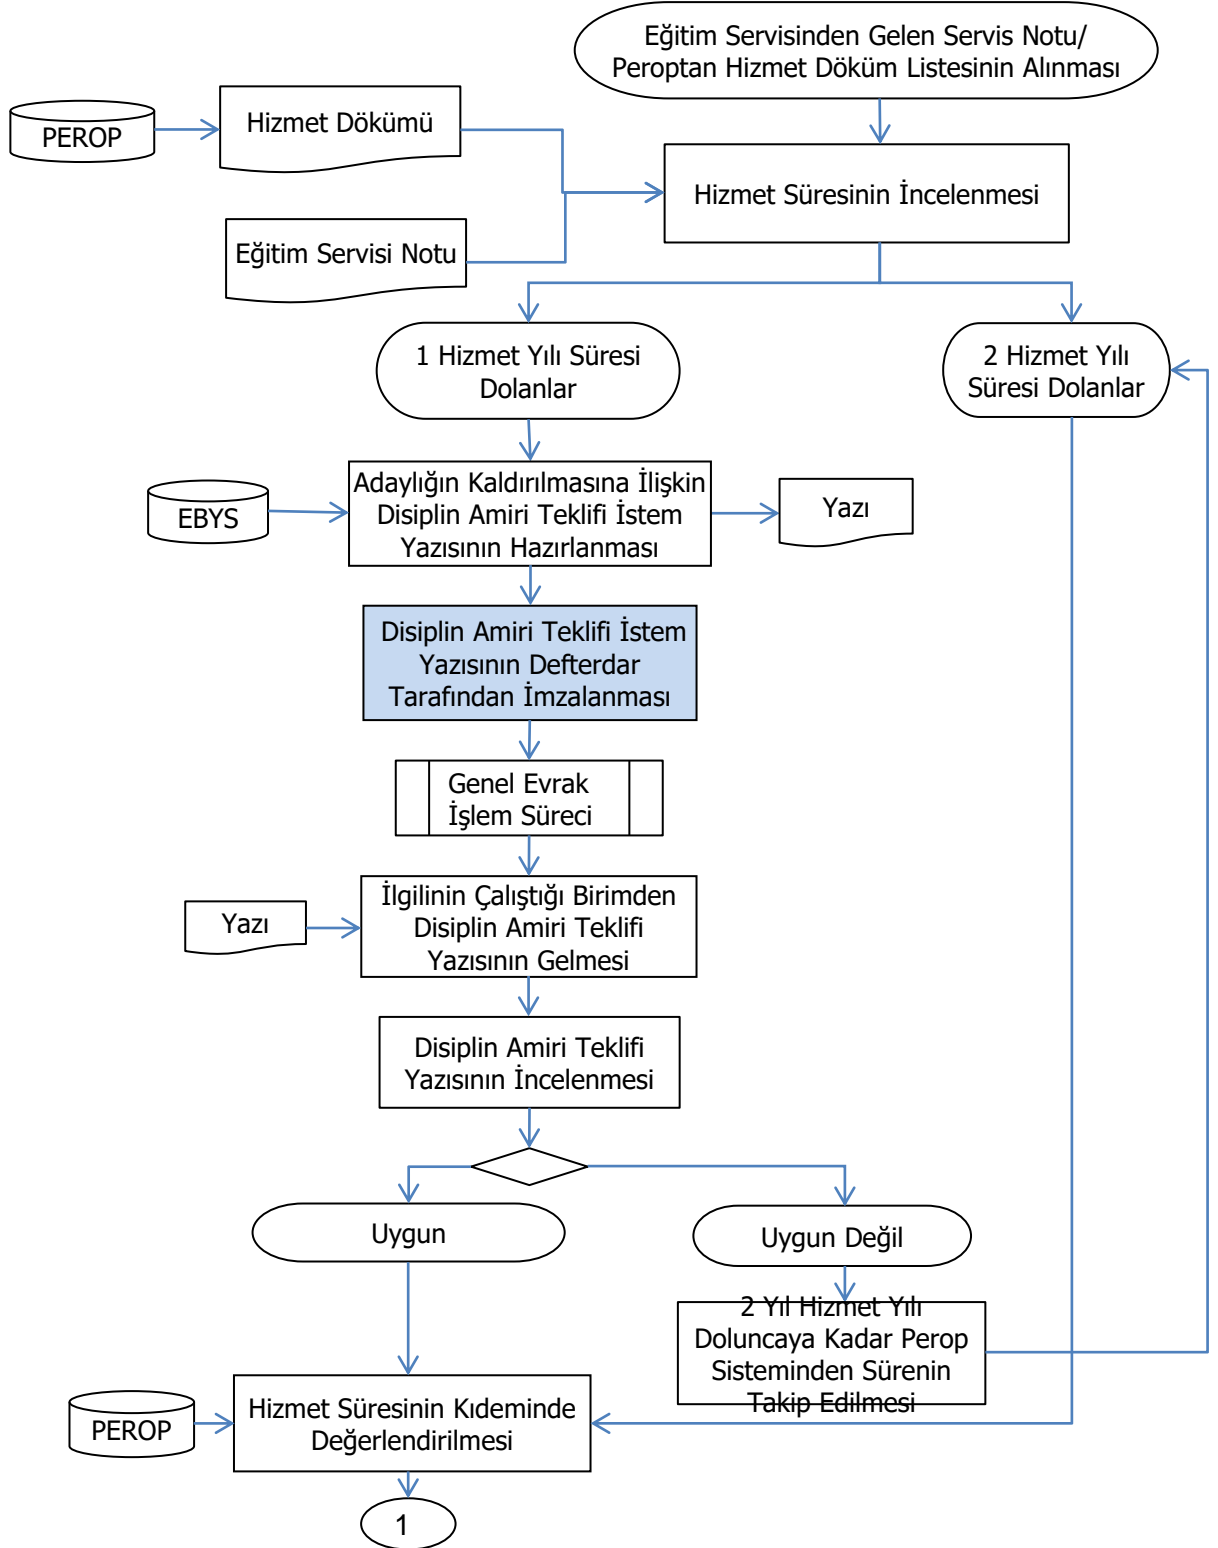 Eğitim Servisinden Gelen Servis Notu/
Peroptan Hizmet Döküm Listesinin Alınması
PEROP
Hizmet Dökümü
Hizmet Süresinin İncelenmesi
Eğitim Servisi Notu
1 Hizmet Yılı Süresi
Dolanlar
2 Hizmet Yılı
Süresi Dolanlar
EBYS
Adaylığın Kaldırılmasına İlişkin
Disiplin Amiri Teklifi İstem
Yazısının Hazırlanması
Yazı
Disiplin Amiri Teklifi İstem
Yazısının Defterdar
Tarafından İmzalanması
Genel Evrak
İşlem Süreci
Yazı
İlgilinin Çalıştığı Birimden
Disiplin Amiri Teklifi
Yazısının Gelmesi
Disiplin Amiri Teklifi
Yazısının İncelenmesi
Uygun
Uygun Değil
2 Yıl Hizmet Yılı
Doluncaya Kadar Perop
Sisteminden Sürenin
Takip Edilmesi
PEROP
Hizmet Süresinin Kıdeminde
Değerlendirilmesi
1